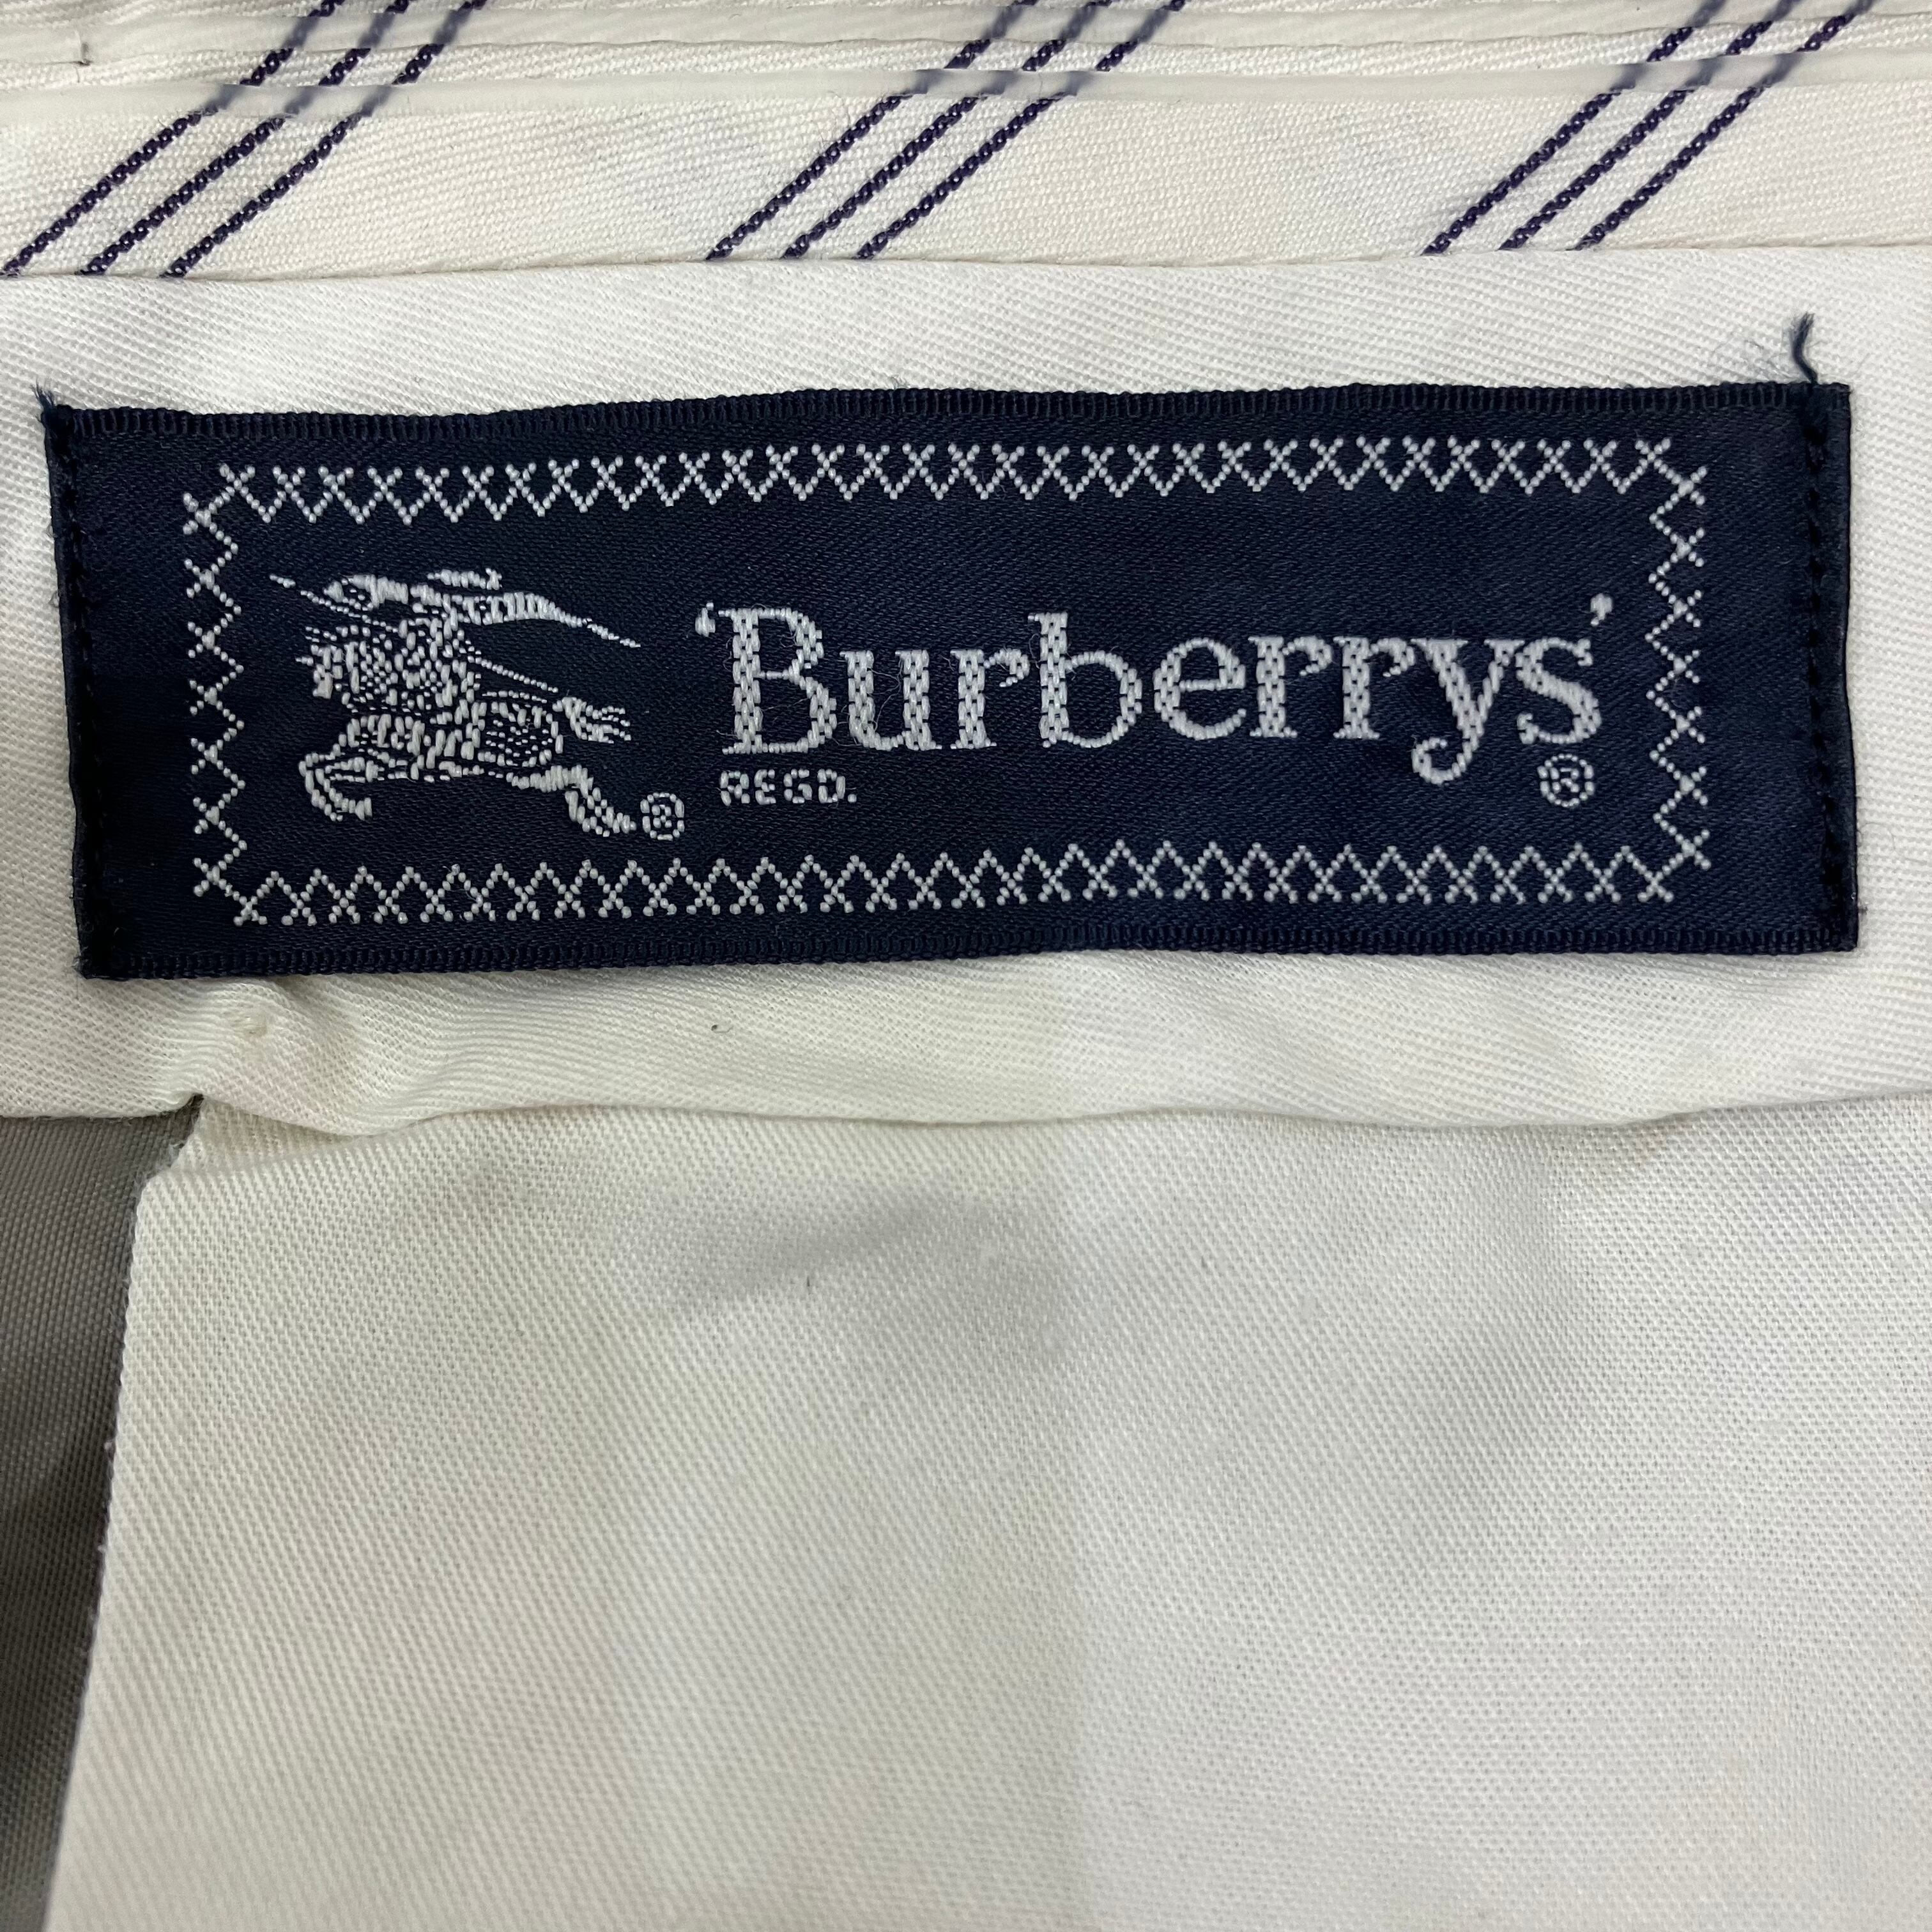 'Burberrys'
REGD. ®
®